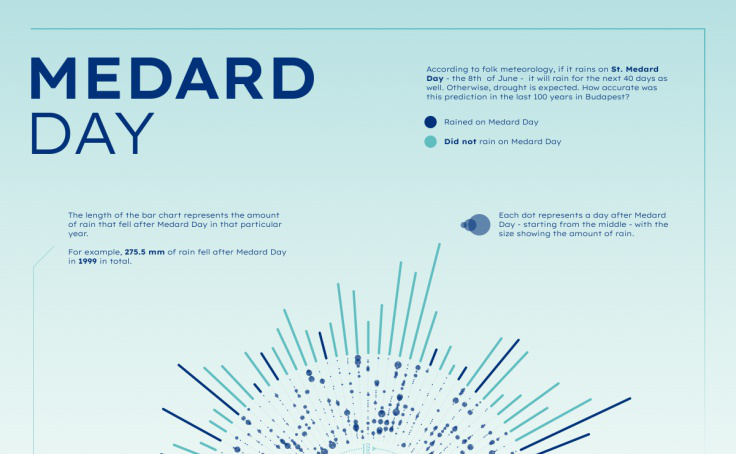 MEDARD
DAY
According to folk meteorology, if it rains on St. Medard
Day - the 8th of June - it will rain for the next 40 days as
well. Otherwise, drought is expected. How accurate was
this prediction in the last 100 years in Budapest?
Rained on Medard Day
Did not rain on Medard Day
The length of the bar chart represents the amount
of rain that fell after Medard Day in that particular
year.
For example, 275.5 mm of rain fell after Medard Day
in 1999 in total.
Each dot represents a day after Medard
Day - starting from the middle - with the
size showing the amount of rain.